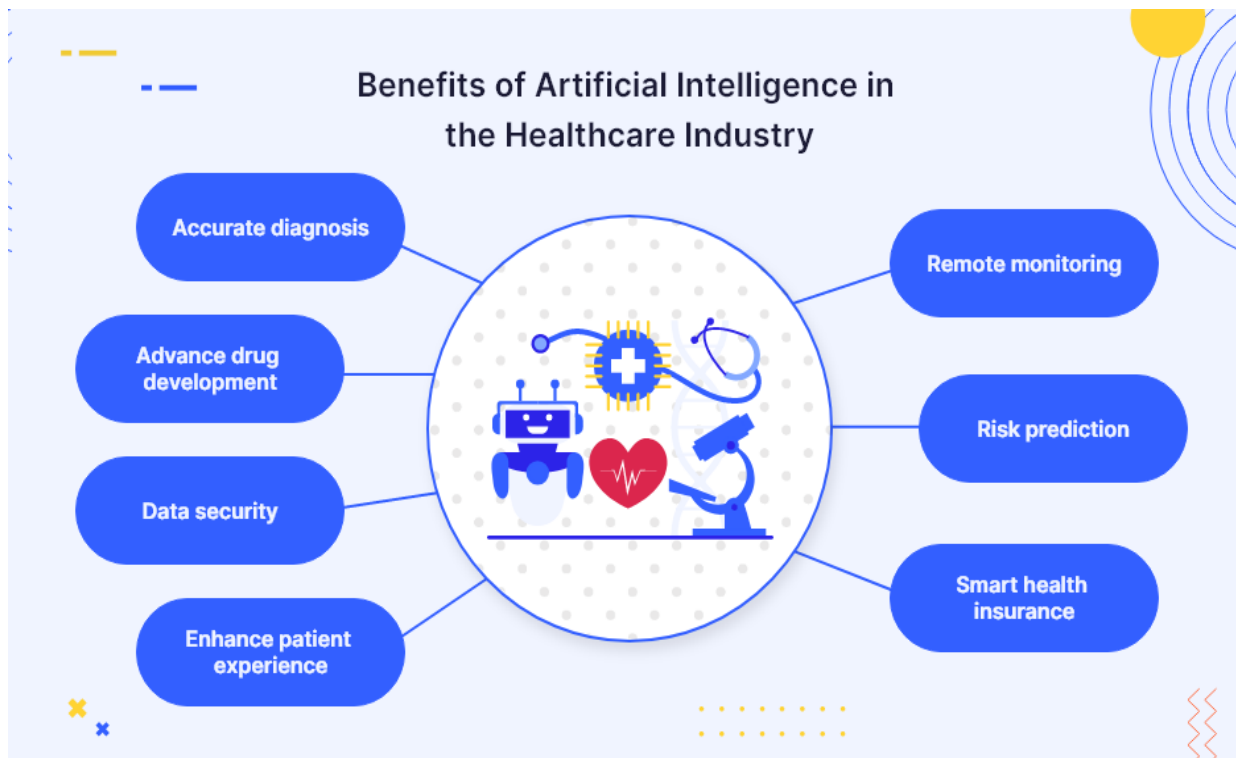 Benefits of Artificial Intelligence in
the Healthcare Industry
Accurate diagnosis
Advance drug
development
Data security
Enhance patient
experience
Remote monitoring
Risk prediction
Smart health
insurance